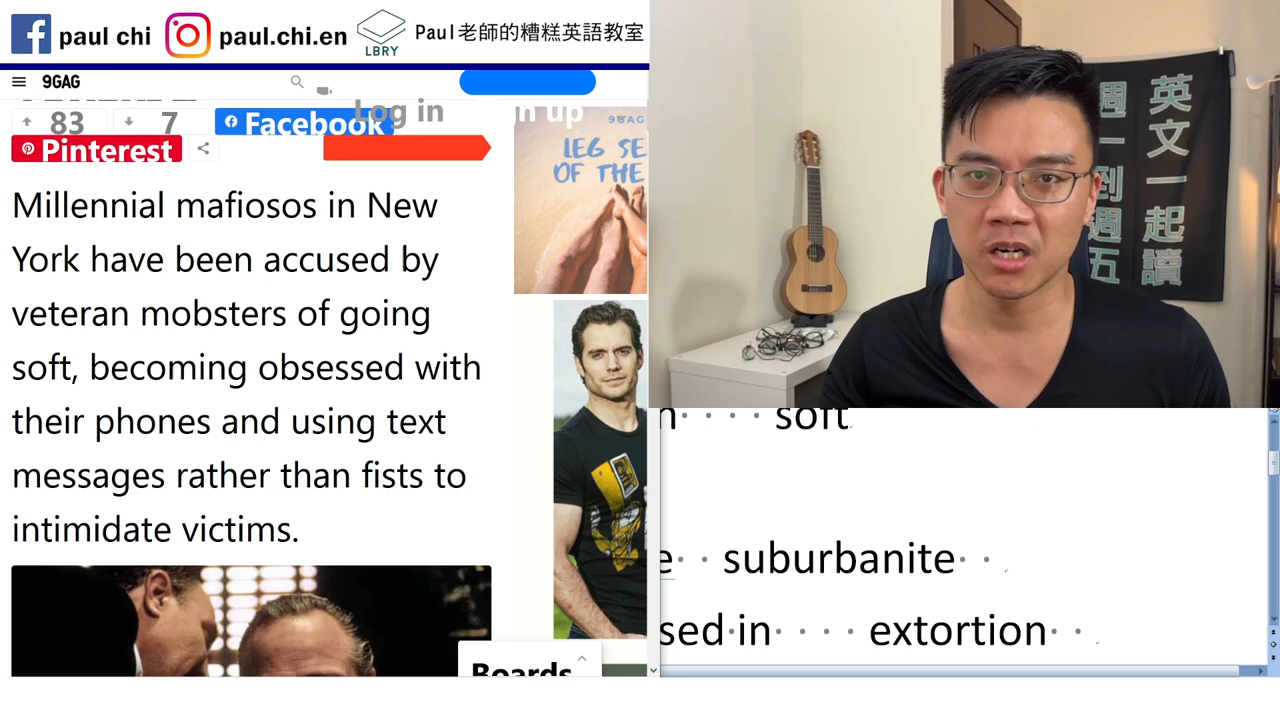 paul chi
paul.chi.en
LBRY
Paul老師的糟糕英語教室
9GAG
Log in
83
7
Facebook
Pinterest
Millennial mafiosos in New
York have been accused by
veteran mobsters of going
soft, becoming obsessed with
their phones and using text
messages rather than fists to
intimidate victims.
Boards
9GAG
LEG SE
OF THE
英文一起讀
週一到週五
soft
suburbanite
sed in extortion